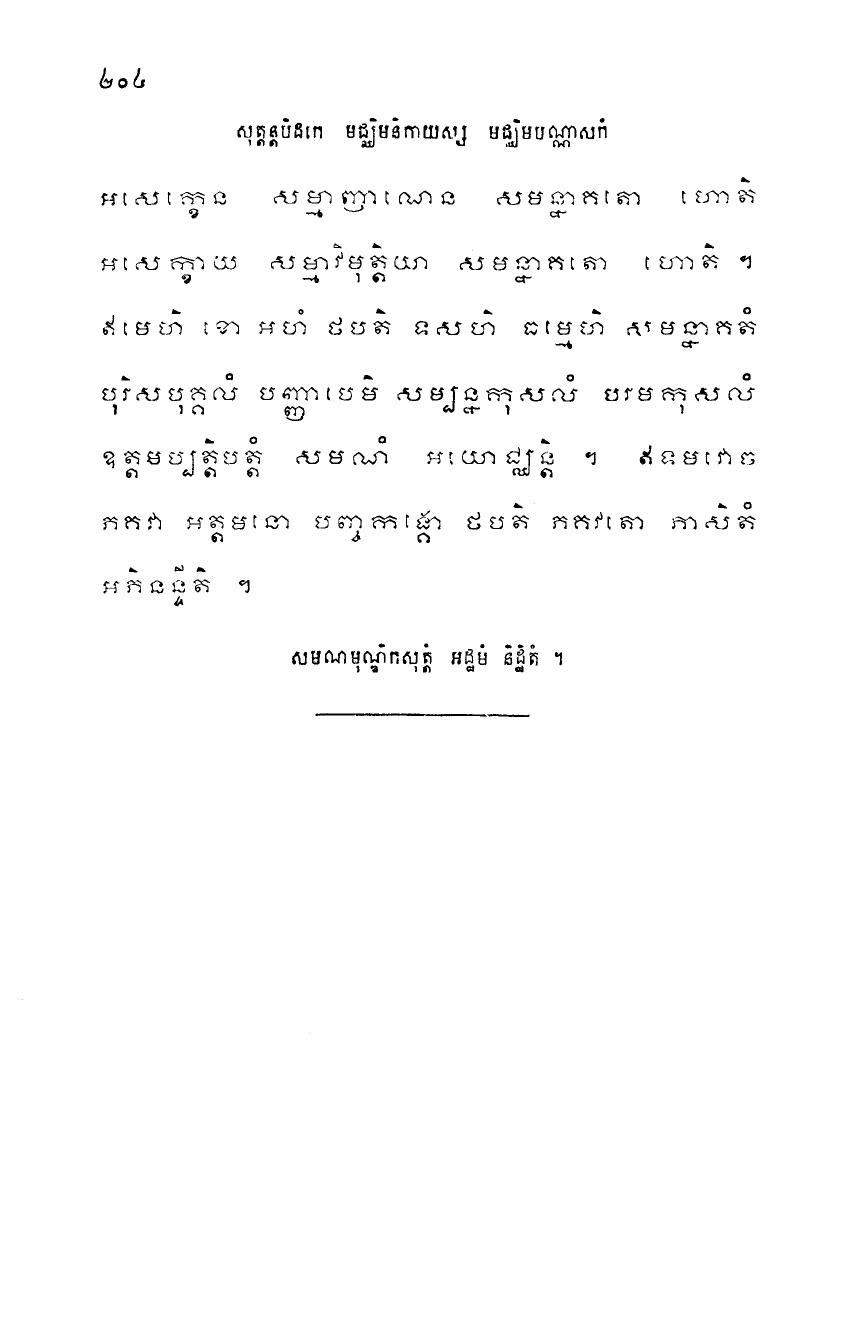 ២០៤
សុត្តន្តបិដកេ មជ្ឈិមនិកាយស្ស មជ្ឈិមបណ្ណាសកំ
អសេក្ខេន សម្មាញាណេន សមន្នាគតោ ហោតិ
អសេក្ខាយ សម្មាវិមុត្តិយា សមន្នាគតោ ហោតិ ។
ឥមេហិ ខោ អហំ ថបតិ ទសហិ ធម្មេហិ សមន្នាគតំ
បុរិសបុគ្គលំ បញ្ញាបេមិ សម្បន្នកុសលំ បរមកុសលំ
ឧត្តមប្បត្តិបត្តំ សមណំ អយោជ្ឈន្តិ ។ ឥទមវោច
ភគវា អត្តមនោ បញ្ចកង្គោ ថបតិ ភគវតោ ភាសិតំ
អភិនន្ទីតិ ។
សមណមុណ្ឌិកសុត្តំ អដ្ឋមំ និដ្ឋិតំ ។